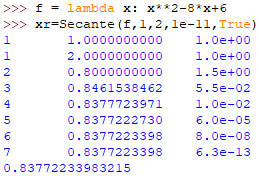 >>> f = lambda x: x**2-8*x+6
>>> xr=Secante(f,1,2,1e-11,True)
1 1.0000000000 1.0e+00
1 2.0000000000 1.0e+00
2 0.8000000000 1.5e+00
3 0.8461538462 5.5e-02
4 0.8377723971 1.0e-02
5 0.8377222730 6.0e-05
6 0.8377223398 8.0e-08
7 0.8377223398 6.3e-13
0.83772233983215